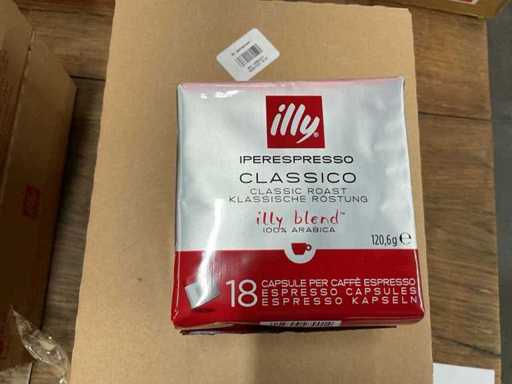 illy
IPERESPRESSO
CLASSICO
CLASSIC ROAST
KLASSISCHE RÖSTUNG
illy blend™
100% ARABICA
120,6g ℮
18 CAPSULE PER CAFFÈ ESPRESSO
ESPRESSO CAPSULES
ESPRESSO KAPSELN
illy